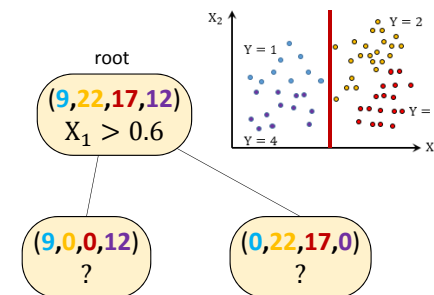 root
(9,22,17,12)
X₁ > 0.6
X₂
Y = 1
Y = 2
Y =
Y = 4
X
(9,0,0,12)
?
(0,22,17,0)
?